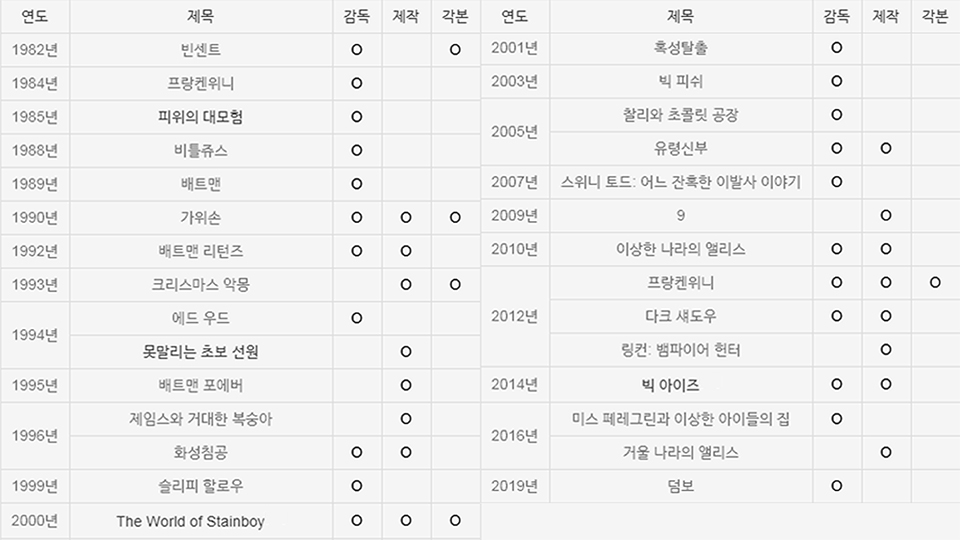 연도 제목 감독 제작 각본
1982년 빈센트 O O
1984년 프랑켄위니 O
1985년 피위의 대모험 O
1988년 비틀쥬스 O
1989년 배트맨 O
1990년 가위손 O O O
1992년 배트맨 리턴즈 O O
1993년 크리스마스 악몽 O O
1994년 에드 우드 O
못말리는 초보 선원 O
1995년 배트맨 포에버 O
1996년 제임스와 거대한 복숭아 O
화성침공 O O
1999년 슬리피 할로우 O
2000년 The World of Stainboy O O O
연도 제목 감독 제작 각본
2001년 혹성탈출 O
2003년 빅 피쉬 O
2005년 찰리와 초콜릿 공장 O
유령신부 O O
2007년 스위니 토드: 어느 잔혹한 이발사 이야기 O
2009년 9 O
2010년 이상한 나라의 앨리스 O O
2012년 프랑켄위니 O O O
다크 섀도우 O O
링컨: 뱀파이어 헌터 O
2014년 빅 아이즈 O O
2016년 미스 페레그린과 이상한 아이들의 집 O
거울 나라의 앨리스 O
2019년 덤보 O